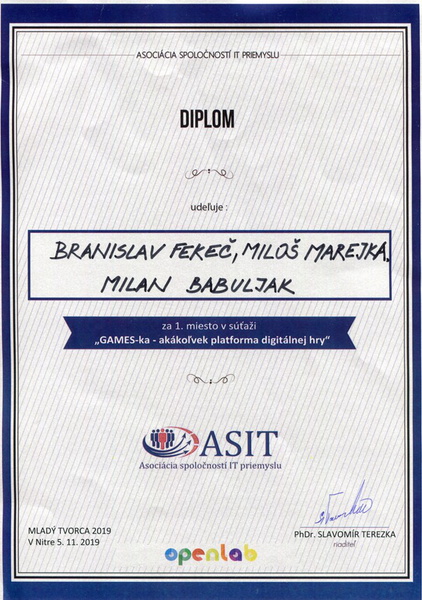 ASOCIÁCIA SPOLOČNOSTÍ IT PRIEMYSLU
DIPLOM
udeľuje :
BRANISLAV FEKEČ, MILOŠ MAREJKA,
MILAN BABULJAK
za 1. miesto v súťaži
„GAMES-ka - akákoľvek platforma digitálnej hry"
ASIT
Asociácia spoločností IT priemyslu
MLADÝ TVORCA 2019
V Nitre 5. 11. 2019
openlab
PhDr. SLAVOMÍR TEREZKA
riaditeľ